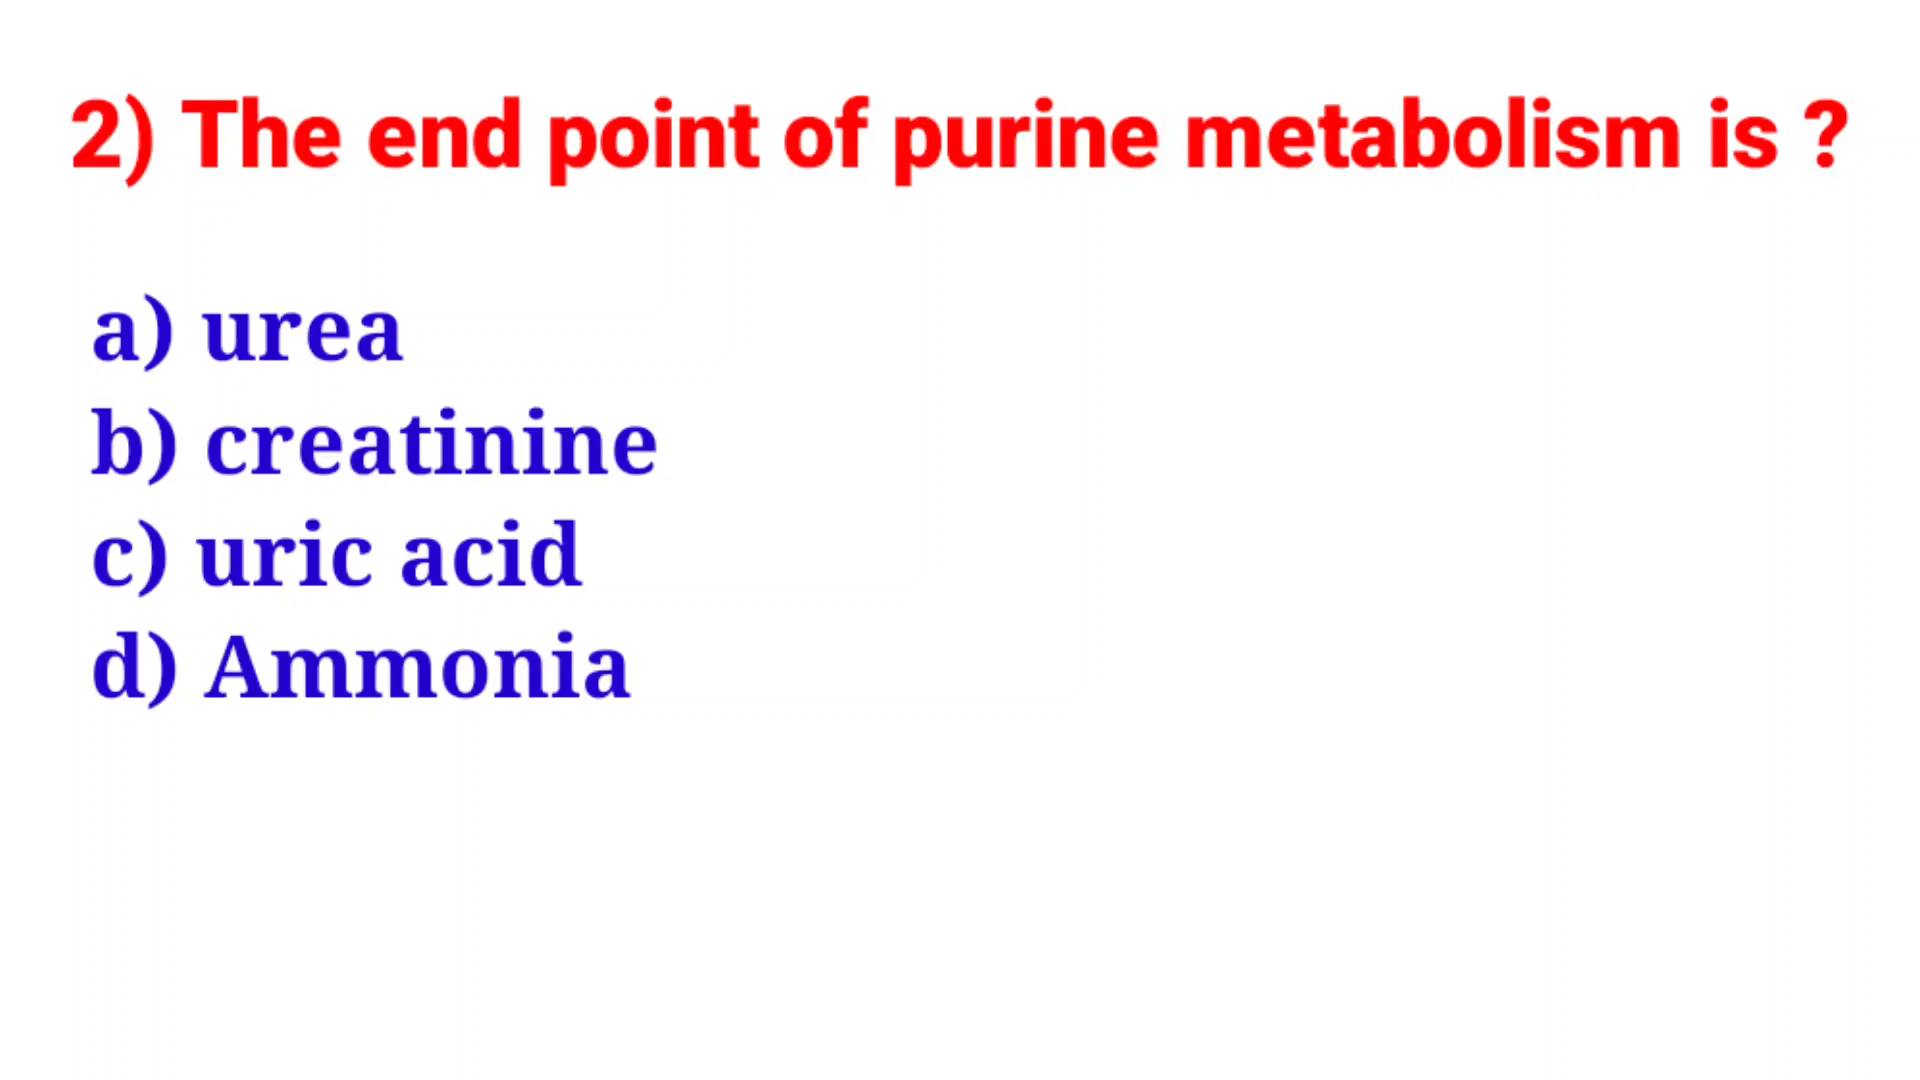 2) The end point of purine metabolism is ?
a) urea
b) creatinine
c) uric acid
d) Ammonia